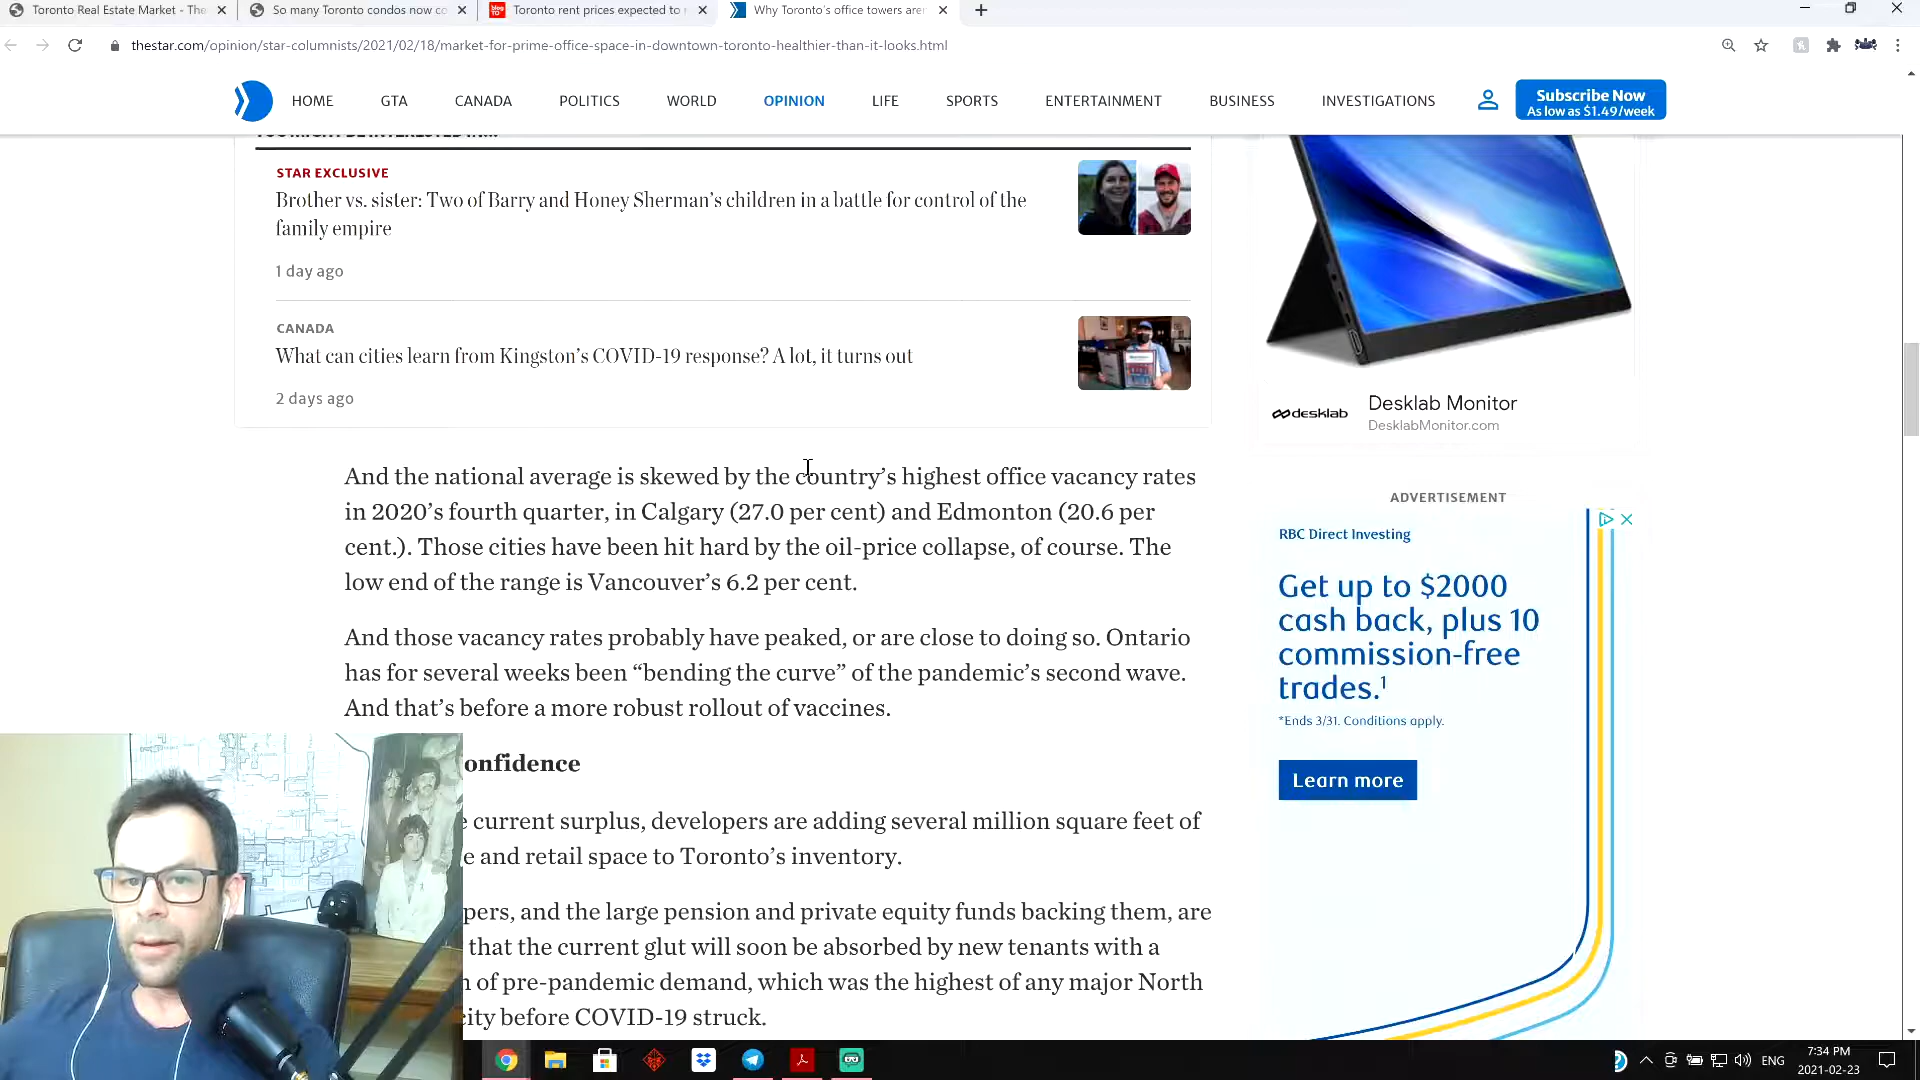 Toronto Real Estate Market - The
So many Toronto condos now co
blog TO
Toronto rent prices expected to r
Why Toronto's office towers aren
thestar.com/opinion/star-columnists/2021/02/18/market-for-prime-office-space-in-downtown-toronto-healthier-than-it-looks.html
HOME GTA CANADA POLITICS WORLD OPINION LIFE SPORTS ENTERTAINMENT BUSINESS INVESTIGATIONS
Subscribe Now
As low as $1.49/week
YOU MIGHT BE INTERESTED IN...
STAR EXCLUSIVE
Brother vs. sister: Two of Barry and Honey Sherman's children in a battle for control of the
family empire
1 day ago
CANADA
What can cities learn from Kingston's COVID-19 response? A lot, it turns out
2 days ago
And the national average is skewed by the country's highest office vacancy rates
in 2020's fourth quarter, in Calgary (27.0 per cent) and Edmonton (20.6 per
cent.). Those cities have been hit hard by the oil-price collapse, of course. The
low end of the range is Vancouver's 6.2 per cent.
And those vacancy rates probably have peaked, or are close to doing so. Ontario
has for several weeks been “bending the curve” of the pandemic's second wave.
And that's before a more robust rollout of vaccines.
onfidence
e current surplus, developers are adding several million square feet of
e and retail space to Toronto's inventory.
pers, and the large pension and private equity funds backing them, are
that the current glut will soon be absorbed by new tenants with a
n of pre-pandemic demand, which was the highest of any major North
city before COVID-19 struck.
desklab
Desklab Monitor
DesklabMonitor.com
ADVERTISEMENT
RBC Direct Investing
Get up to $2000
cash back, plus 10
commission-free
trades.¹
*Ends 3/31. Conditions apply.
Learn more
ENG
7:34 PM
2021-02-23